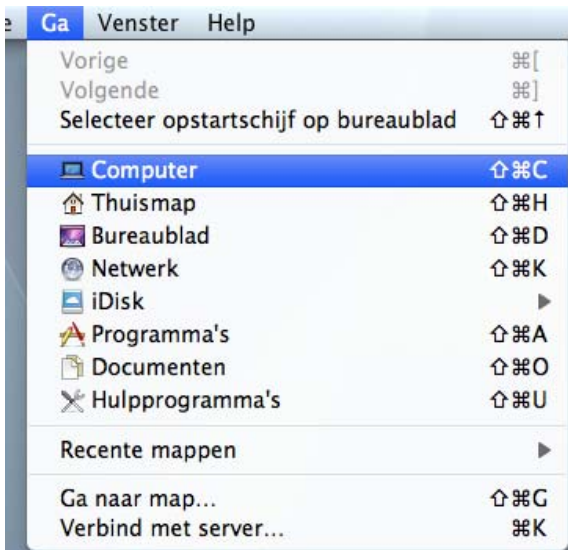 e Ga Venster Help
Vorige ⌘[
Volgende ⌘]
Selecteer opstartschijf op bureaublad ⇧⌘↑
Computer ⇧⌘C
Thuismap ⇧⌘H
Bureaublad ⇧⌘D
Netwerk ⇧⌘K
iDisk
Programma's ⇧⌘A
Documenten ⇧⌘O
Hulpprogramma's ⇧⌘U
Recente mappen
Ga naar map... ⇧⌘G
Verbind met server... ⌘K